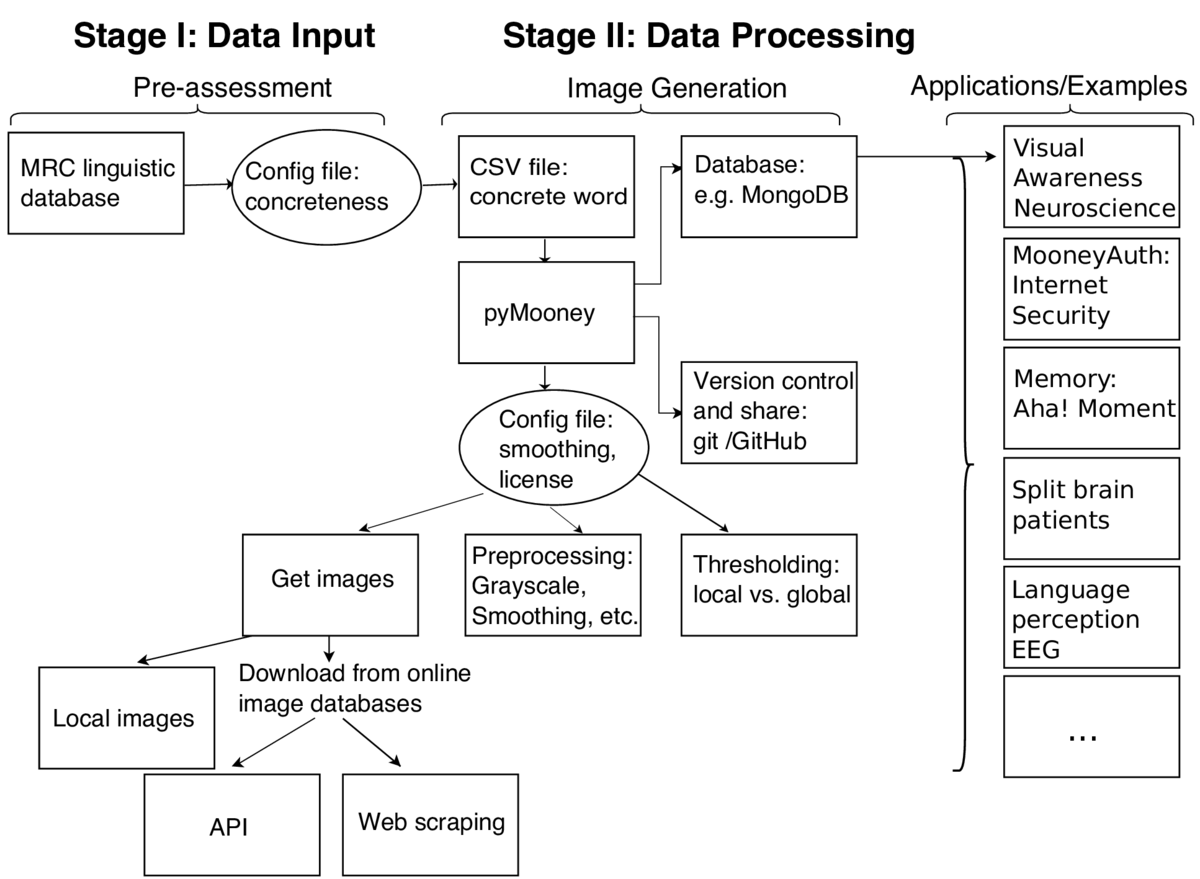 Stage I: Data Input
Stage II: Data Processing
Pre-assessment
Image Generation
Applications/Examples
MRC linguistic
database
Config file:
concreteness
CSV file:
concrete word
Database:
e.g. MongoDB
pyMooney
Version control
and share:
git /GitHub
Config file:
smoothing,
license
Get images
Preprocessing:
Grayscale,
Smoothing, etc.
Thresholding:
local vs. global
Local images
Download from online
image databases
API
Web scraping
Visual
Awareness
Neuroscience
MooneyAuth:
Internet
Security
Memory:
Aha! Moment
Split brain
patients
Language
perception
EEG
...